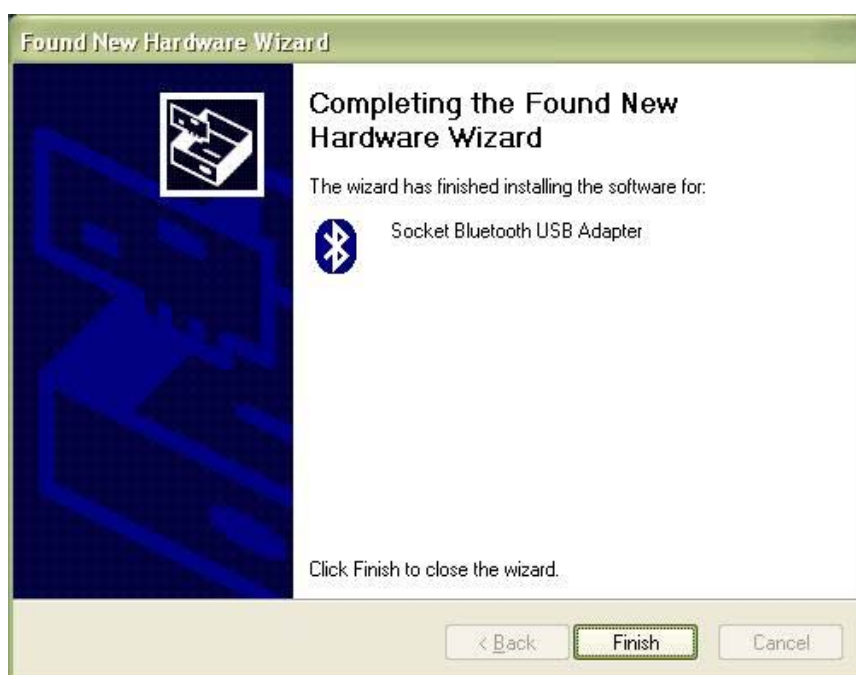 Found New Hardware Wizard
Completing the Found New
Hardware Wizard
The wizard has finished installing the software for:
Socket Bluetooth USB Adapter
Click Finish to close the wizard.
< Back
Finish
Cancel